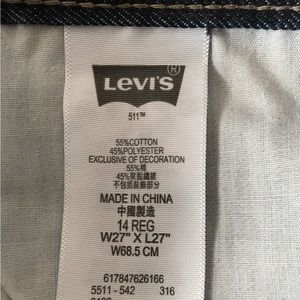 LEVI'S®
511™
55%COTTON
45%POLYESTER
EXCLUSIVE OF DECORATION
55%棉
45%聚酯纖維
不包括裝飾部分
MADE IN CHINA
中國製造
14 REG
W27" X L27"
W68.5 CM
617847626166
5511 - 542 316